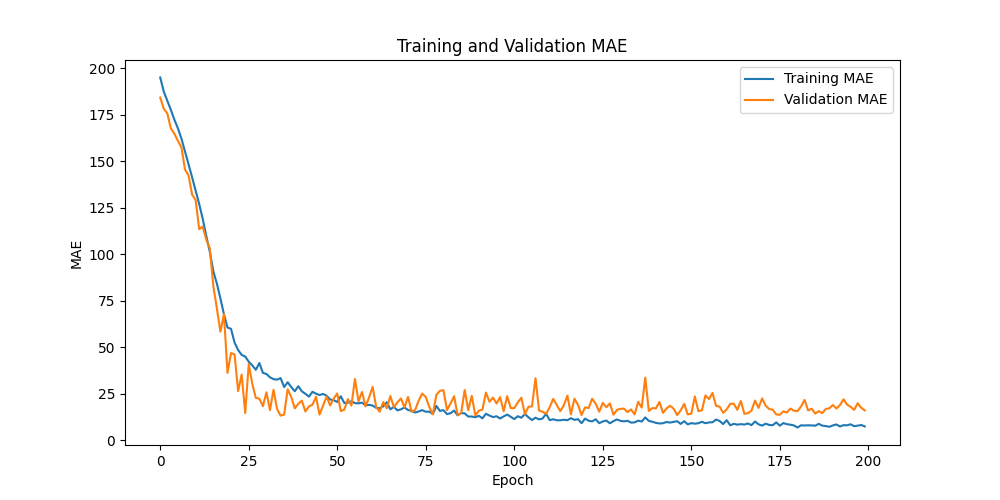 Training and Validation MAE
Training MAE
Validation MAE
MAE
200
175
150
125
100
75
50
25
0
0 25 50 75 100 125 150 175 200
Epoch